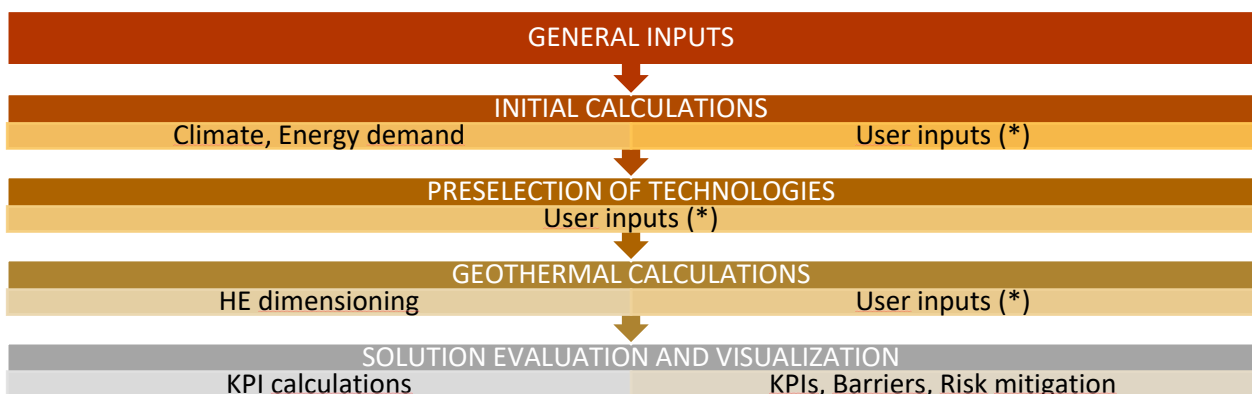 GENERAL INPUTS
INITIAL CALCULATIONS
Climate, Energy demand
User inputs (*)
PRESELECTION OF TECHNOLOGIES
User inputs (*)
GEOTHERMAL CALCULATIONS
HE dimensioning
User inputs (*)
SOLUTION EVALUATION AND VISUALIZATION
KPI calculations
KPIs, Barriers, Risk mitigation